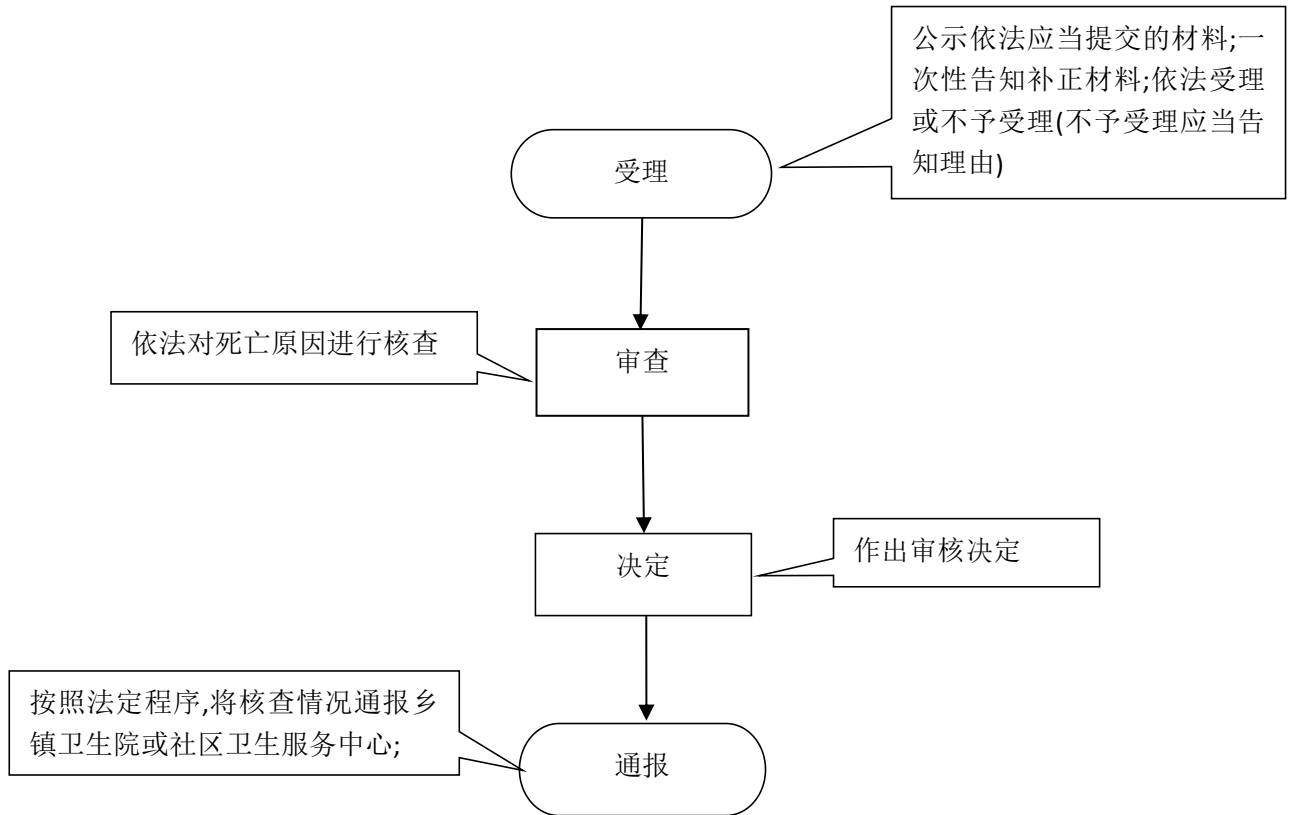 公示依法应当提交的材料;一
次性告知补正材料;依法受理
或不予受理(不予受理应当告
知理由)
受理
依法对死亡原因进行核查
审查
决定
作出审核决定
按照法定程序,将核查情况通报乡
镇卫生院或社区卫生服务中心;
通报